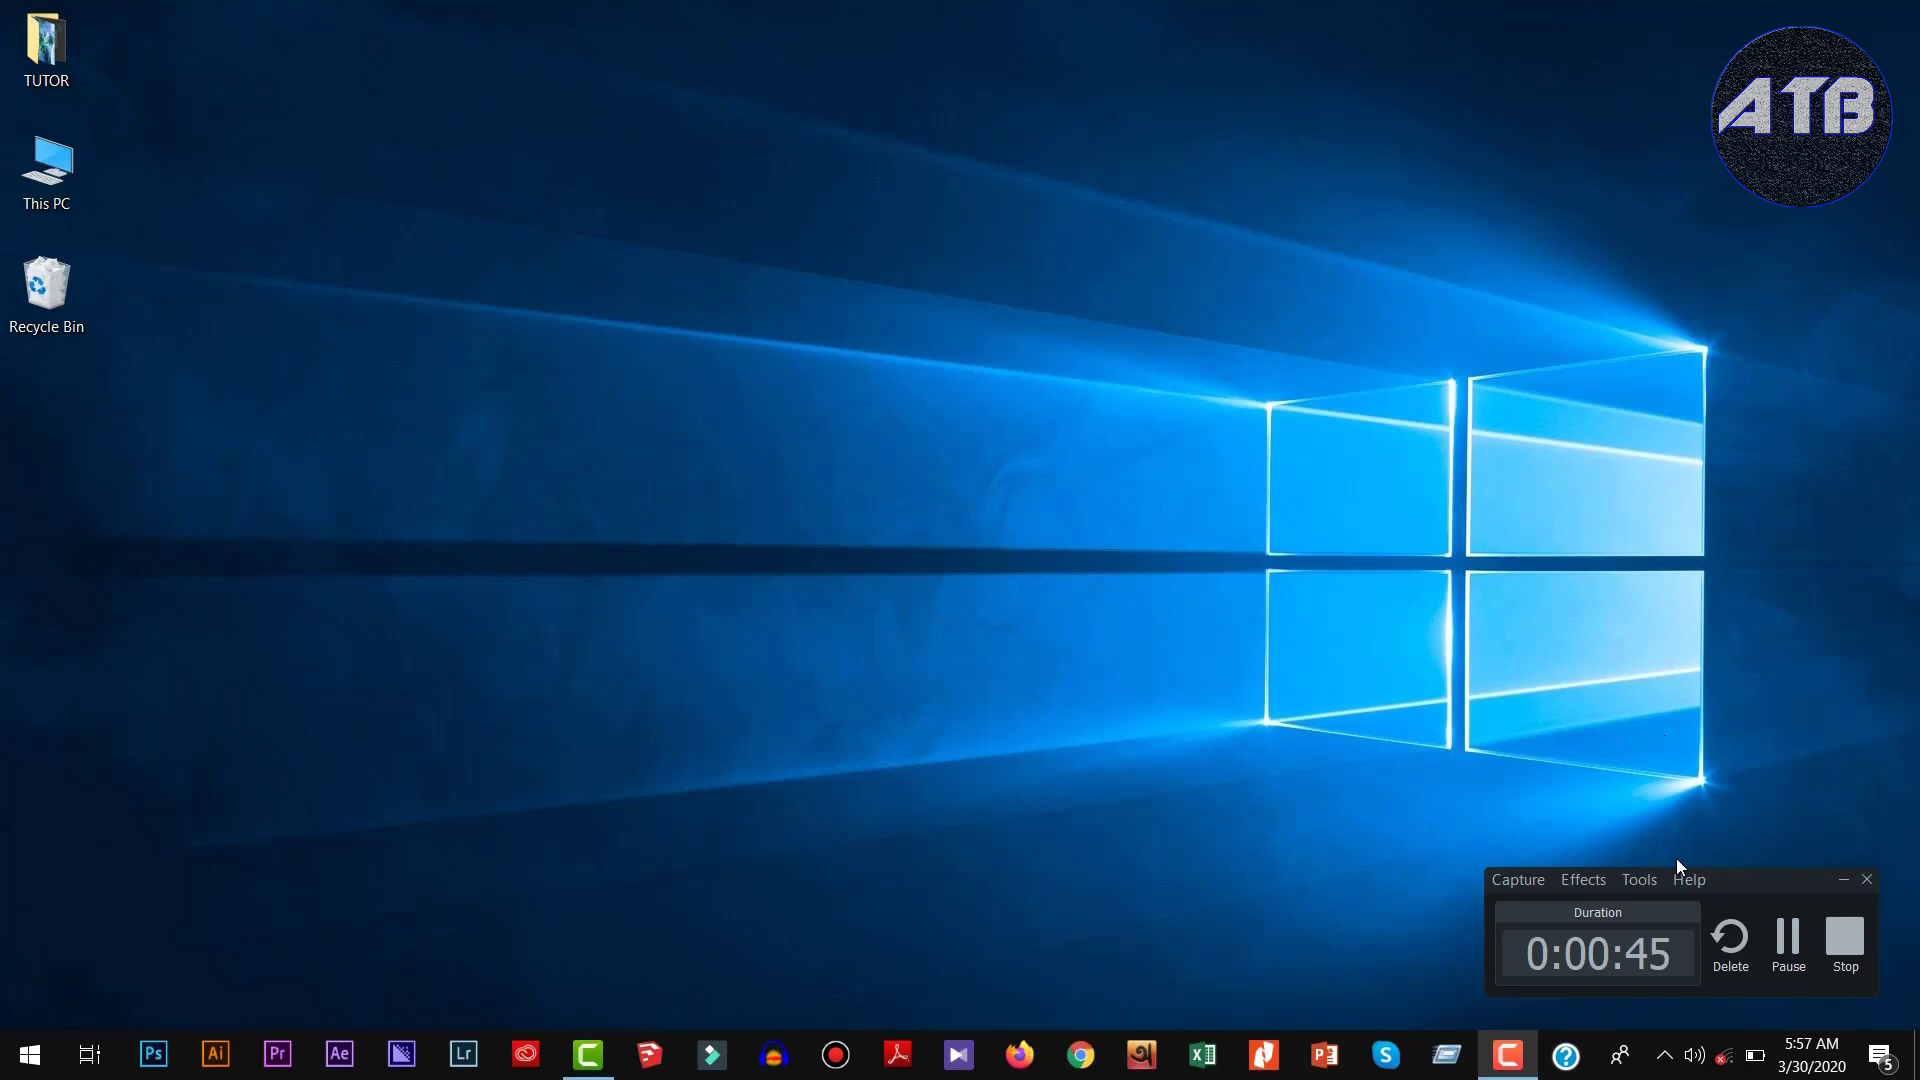 TUTOR
This PC
Recycle Bin
ATB
Capture Effects Tools Help
Duration
0:00:45
Delete Pause Stop
Ps Ai Pr Ae Lr
5:57 AM
3/30/2020
5